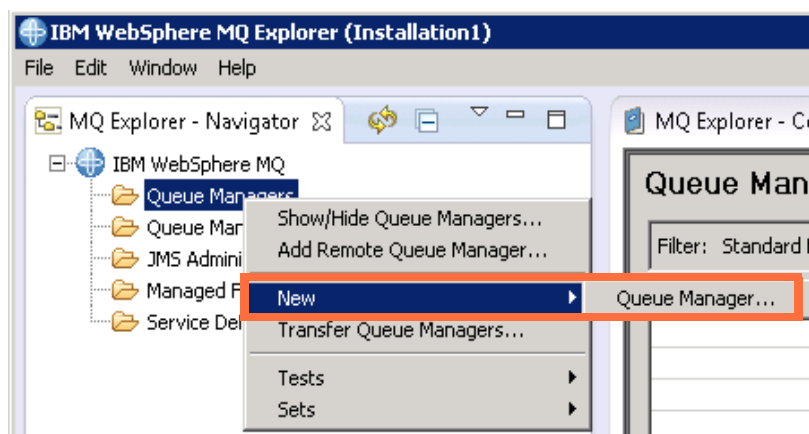 IBM WebSphere MQ Explorer (Installation1)
File Edit Window Help
MQ Explorer - Navigator
MQ Explorer - C
IBM WebSphere MQ
Queue Man
Queue Managers
Show/Hide Queue Managers...
Queue Man
Add Remote Queue Manager...
Filter: Standard
JMS Admini
Managed F
New
Queue Manager...
Service De
Transfer Queue Managers...
Tests
Sets